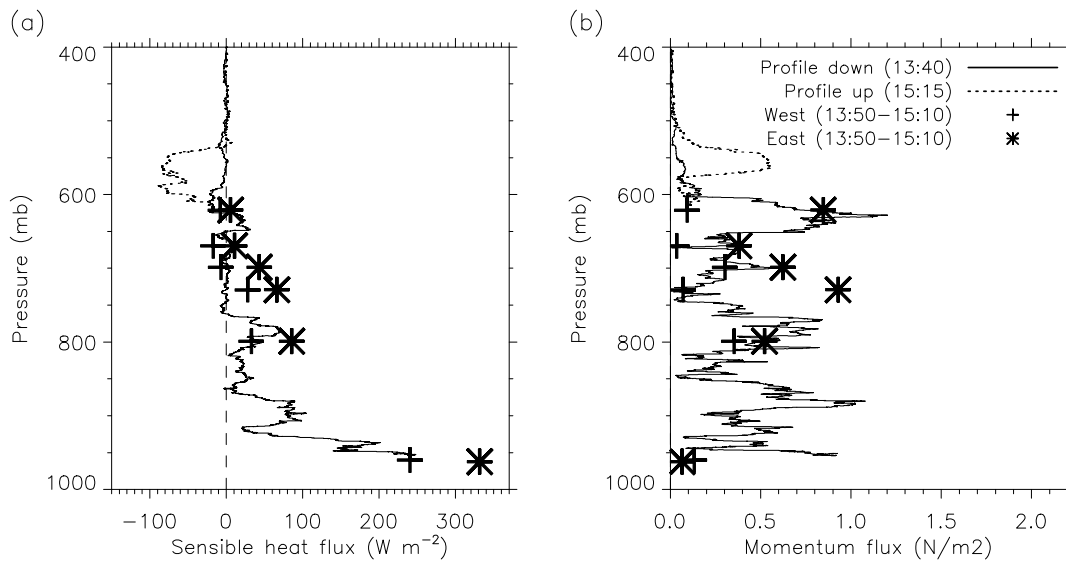 (a)
400
600
800
1000
Pressure (mb)
−100 0 100 200 300
Sensible heat flux (W m−2)
(b)
400
600
800
1000
Pressure (mb)
Profile down (13:40)
Profile up (15:15)
West (13:50−15:10)
East (13:50−15:10)
0.0 0.5 1.0 1.5 2.0
Momentum flux (N/m2)